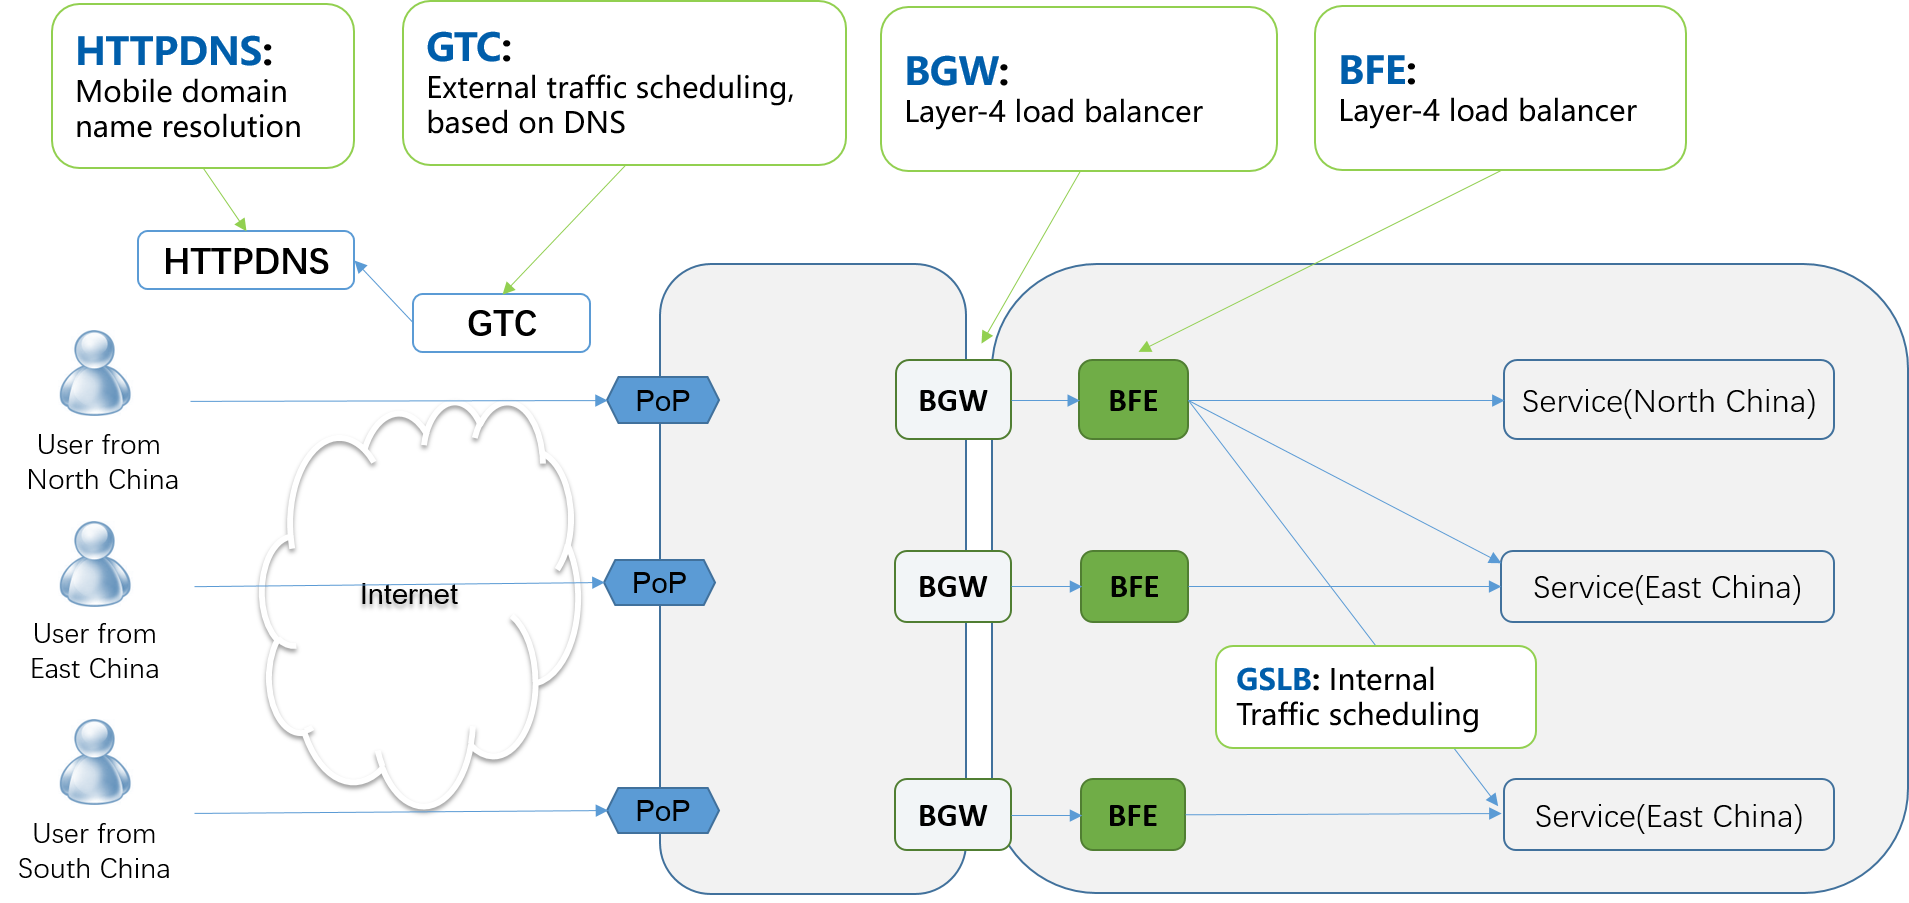 HTTPDNS:
Mobile domain
name resolution
GTC:
External traffic scheduling,
based on DNS
BGW:
Layer-4 load balancer
BFE:
Layer-4 load balancer
HTTPDNS
GTC
User from
North China
PoP
BGW
BFE
Service(North China)
User from
East China
Internet
PoP
BGW
BFE
Service(East China)
GSLB: Internal
Traffic scheduling
User from
South China
PoP
BGW
BFE
Service(East China)